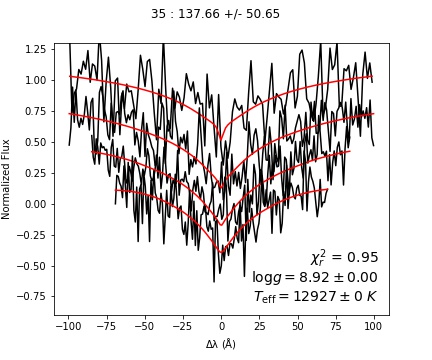 35 : 137.66 +/- 50.65
Normalized Flux
1.25
1.00
0.75
0.50
0.25
0.00
−0.25
−0.50
−0.75
χ²ᵣ = 0.95
log g = 8.92 ± 0.00
T_eff = 12927 ± 0 K
−100 −75 −50 −25 0 25 50 75 100
Δλ (Å)